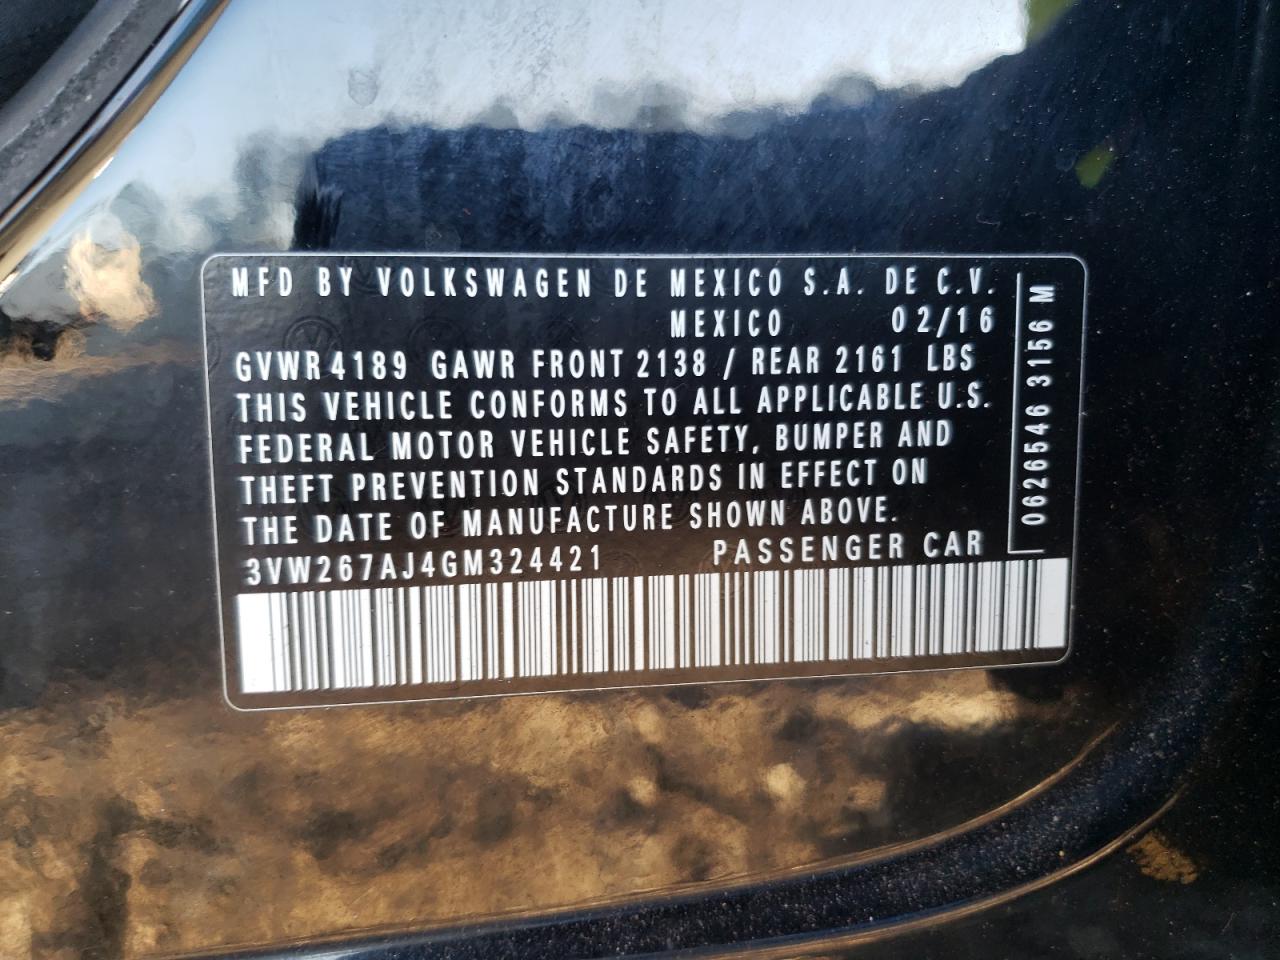 MFD BY VOLKSWAGEN DE MEXICO S.A. DE C.V.
MEXICO 02/16
GVWR 4189 GAWR FRONT 2138 / REAR 2161 LBS
THIS VEHICLE CONFORMS TO ALL APPLICABLE U.S.
FEDERAL MOTOR VEHICLE SAFETY, BUMPER AND
THEFT PREVENTION STANDARDS IN EFFECT ON
THE DATE OF MANUFACTURE SHOWN ABOVE.
3VW267AJ4GM324421 PASSENGER CAR
0626546 3156 M